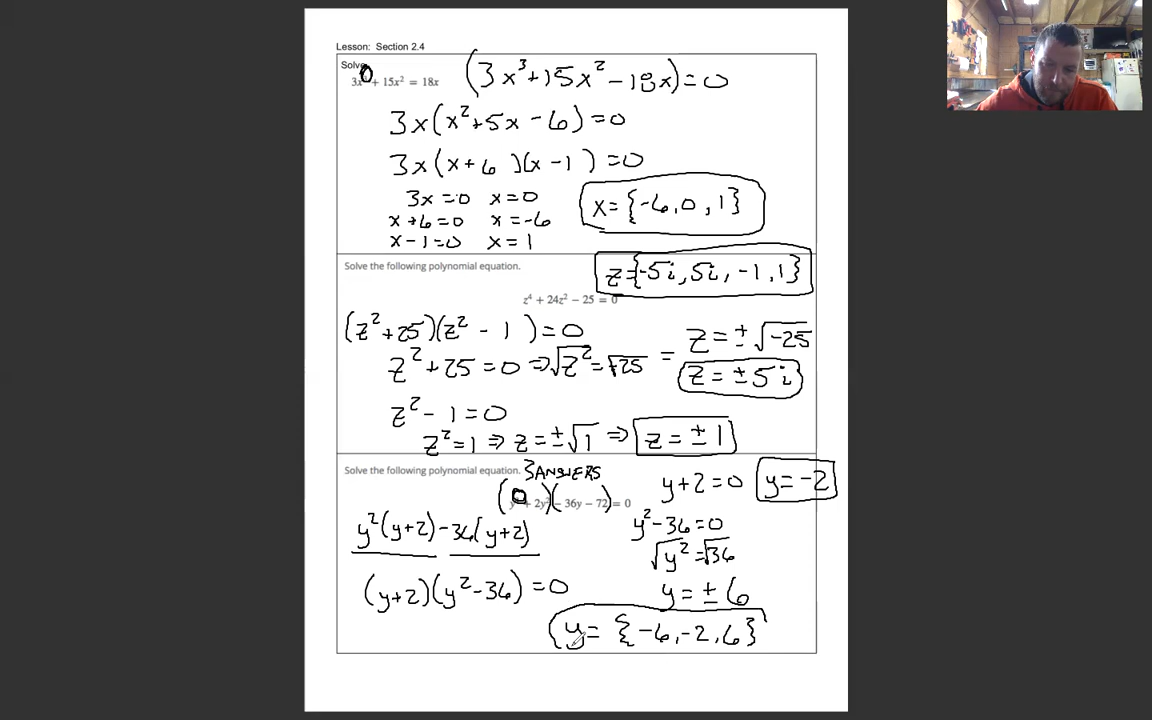 Lesson: Section 2.4
Solve
3x + 15x² = 18x
(3x³+15x²-18x)=0
3x(x²+5x-6)=0
3x(x+6)(x-1)=0
3x=0 x=0
x+6=0 x=-6
x-1=0 x=1
x={-6,0,1}
Solve the following polynomial equation.
z={-5i,5i,-1,1}
z⁴ + 24z² − 25 = 0
(z²+25)(z²-1)=0
z²+25=0⇒√z²=√-25 = z=±√-25
z=±5i
z²-1=0
z²=1⇒z=±√1⇒ z=±1
Solve the following polynomial equation. 3 ANSWERS
( + 2y²)( − 36y − 72) = 0
y²(y+2)-36(y+2)
(y+2)(y²-36)=0
y+2=0 y=-2
y²-36=0
√y²=√36
y=±6
y={-6,-2,6}